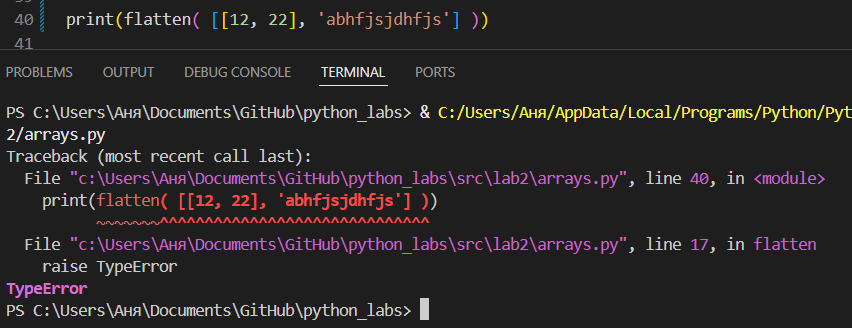 40 print(flatten( [[12, 22], 'abhfjsjdhfjs'] ))
41
PROBLEMS OUTPUT DEBUG CONSOLE TERMINAL PORTS
PS C:\Users\Аня\Documents\GitHub\python_labs> & C:/Users/Аня/AppData/Local/Programs/Python/Pyt
2/arrays.py
Traceback (most recent call last):
  File "c:\Users\Аня\Documents\GitHub\python_labs\src\lab2\arrays.py", line 40, in <module>
    print(flatten( [[12, 22], 'abhfjsjdhfjs'] ))
          ~~~~~~~^^^^^^^^^^^^^^^^^^^^^^^^^^^^^^
  File "c:\Users\Аня\Documents\GitHub\python_labs\src\lab2\arrays.py", line 17, in flatten
    raise TypeError
TypeError
PS C:\Users\Аня\Documents\GitHub\python_labs>